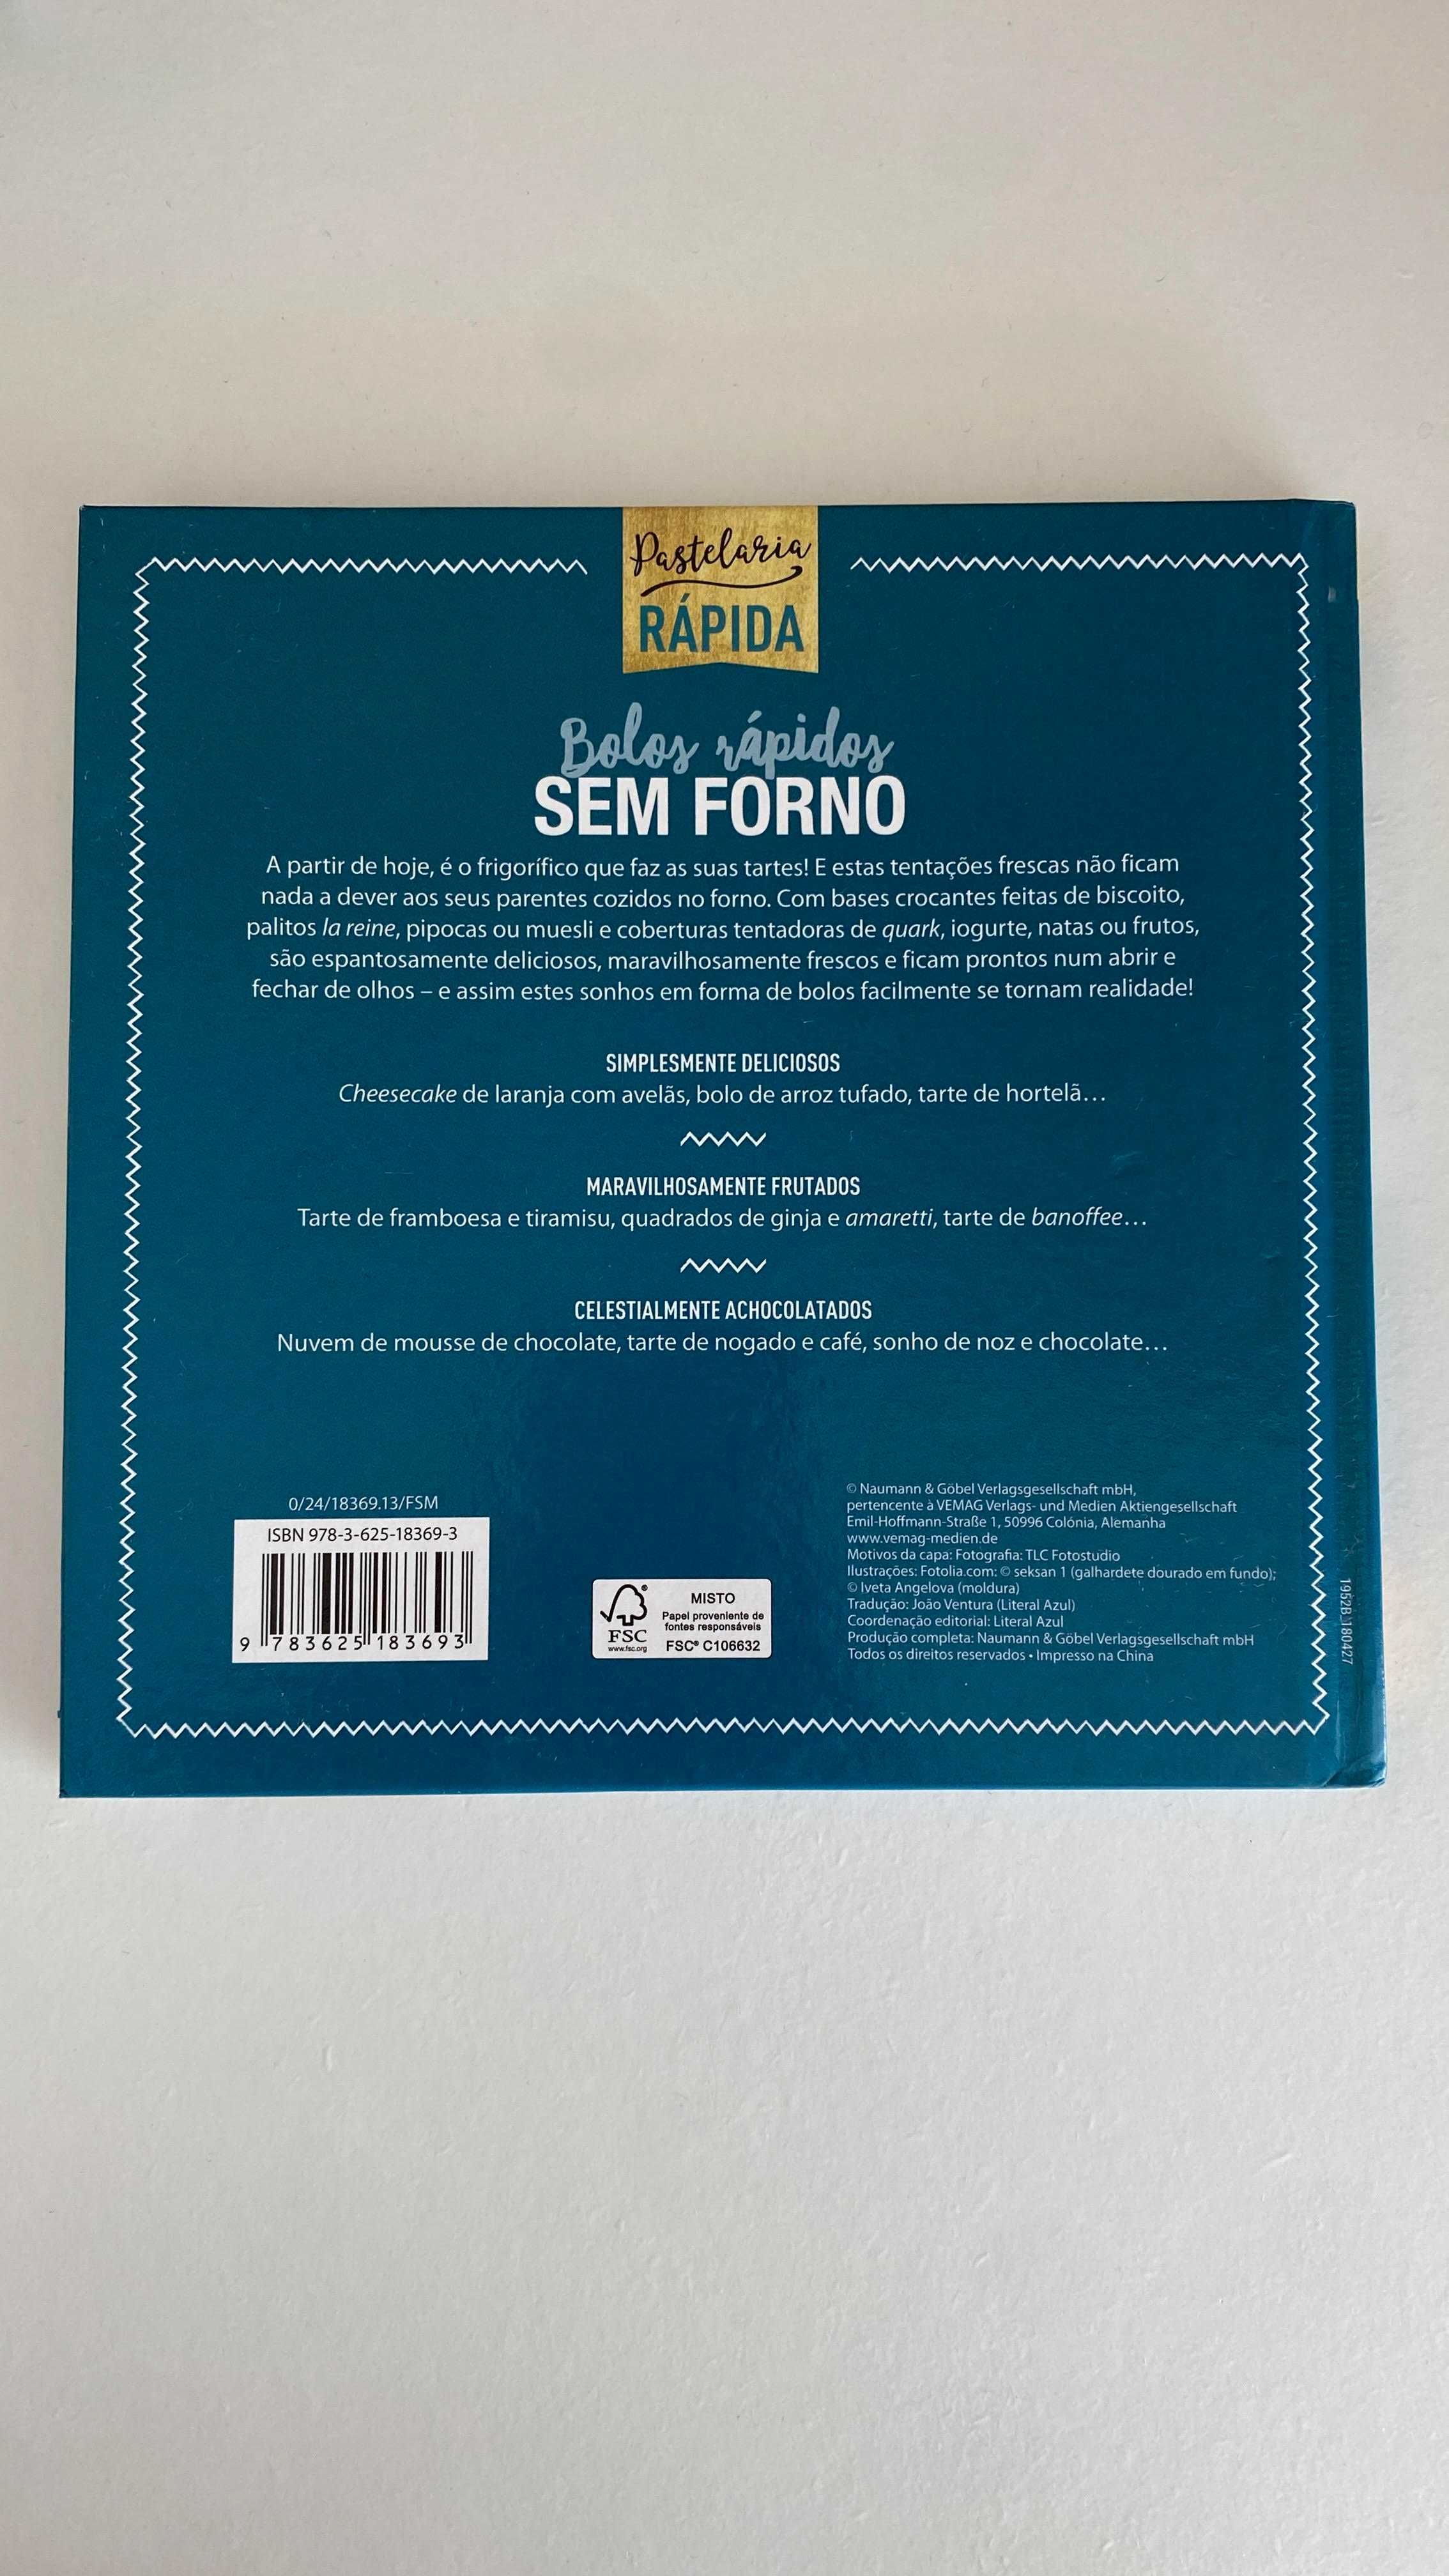 Pastelaria
RÁPIDA
Bolos rápidos
SEM FORNO
A partir de hoje, é o frigorífico que faz as suas tartes! E estas tentações frescas não ficam
nada a dever aos seus parentes cozidos no forno. Com bases crocantes feitas de biscoito,
palitos la reine, pipocas ou muesli e coberturas tentadoras de quark, iogurte, natas ou frutos,
são espantosamente deliciosos, maravilhosamente frescos e ficam prontos num abrir e
fechar de olhos – e assim estes sonhos em forma de bolos facilmente se tornam realidade!
SIMPLESMENTE DELICIOSOS
Cheesecake de laranja com avelãs, bolo de arroz tufado, tarte de hortelã…
MARAVILHOSAMENTE FRUTADOS
Tarte de framboesa e tiramisu, quadrados de ginja e amaretti, tarte de banoffee…
CELESTIALMENTE ACHOCOLATADOS
Nuvem de mousse de chocolate, tarte de nogado e café, sonho de noz e chocolate…
0/24/18369.13/FSM
ISBN 978-3-625-18369-3
9 783625 183693
FSC®
www.fsc.org
MISTO
Papel proveniente de
fontes responsáveis
FSC® C106632
© Naumann & Göbel Verlagsgesellschaft mbH,
pertencente à VEMAG Verlags- und Medien Aktiengesellschaft
Emil-Hoffmann-Straße 1, 50996 Colónia, Alemanha
www.vemag-medien.de
Motivos da capa: Fotografia: TLC Fotostudio
Ilustrações: Fotolia.com: © seksan 1 (galhardete dourado em fundo);
© Iveta Angelova (moldura)
Tradução: João Ventura (Literal Azul)
Coordenação editorial: Literal Azul
Produção completa: Naumann & Göbel Verlagsgesellschaft mbH
Todos os direitos reservados • Impresso na China
1952B_180427